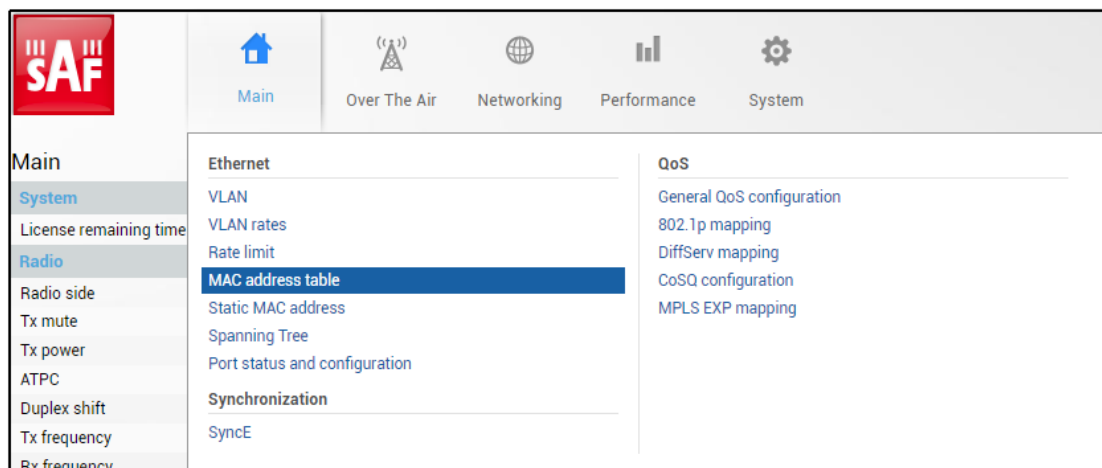 SAF
Main
Over The Air
Networking
Performance
System
Main
System
License remaining time
Radio
Radio side
Tx mute
Tx power
ATPC
Duplex shift
Tx frequency
Rx frequency
Ethernet
VLAN
VLAN rates
Rate limit
MAC address table
Static MAC address
Spanning Tree
Port status and configuration
Synchronization
SyncE
QoS
General QoS configuration
802.1p mapping
DiffServ mapping
CoSQ configuration
MPLS EXP mapping